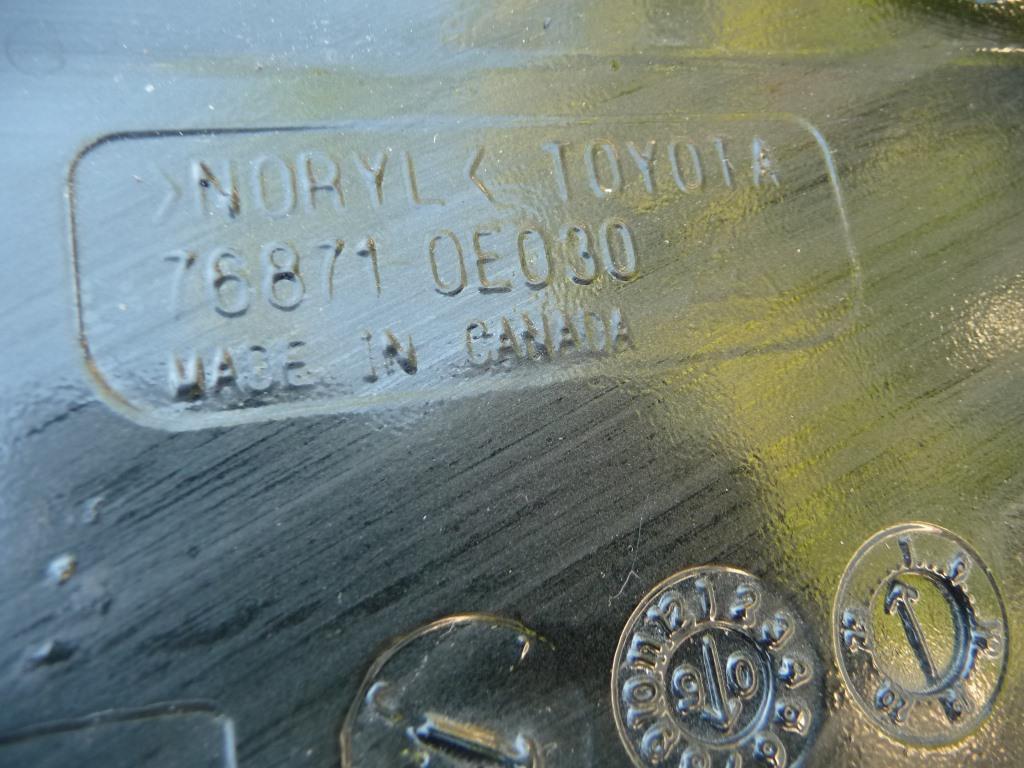 >NORYL< TOYOTA
76871 0E030
MADE IN CANADA